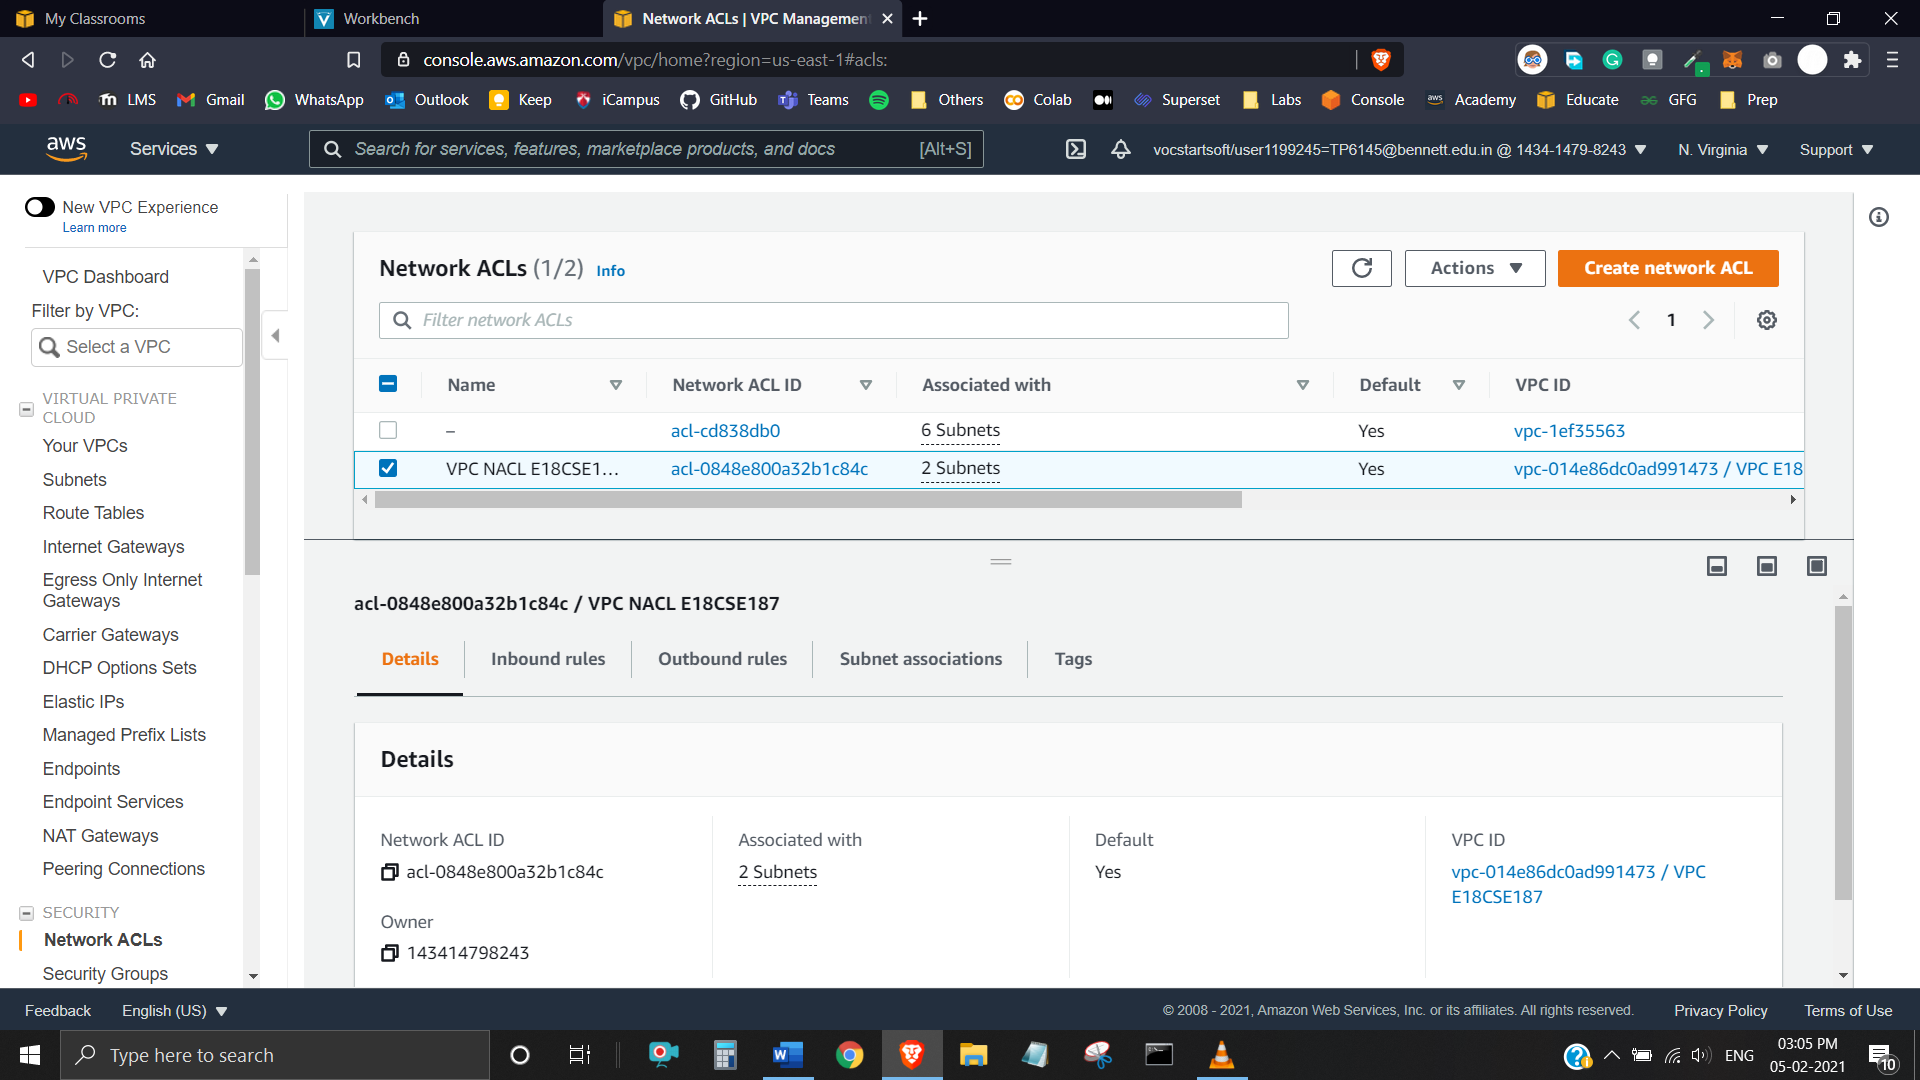 My Classrooms
Workbench
Network ACLs | VPC Management
console.aws.amazon.com/vpc/home?region=us-east-1#acls:
LMS Gmail WhatsApp Outlook Keep iCampus GitHub Teams Others Colab Superset Labs Console Academy Educate GFG Prep
aws Services Search for services, features, marketplace products, and docs [Alt+S] vocstartsoft/user1199245=TP6145@bennett.edu.in @ 1434-1479-8243 N. Virginia Support
New VPC Experience
Learn more
VPC Dashboard
Filter by VPC:
Select a VPC
VIRTUAL PRIVATE
CLOUD
Your VPCs
Subnets
Route Tables
Internet Gateways
Egress Only Internet
Gateways
Carrier Gateways
DHCP Options Sets
Elastic IPs
Managed Prefix Lists
Endpoints
Endpoint Services
NAT Gateways
Peering Connections
SECURITY
Network ACLs
Security Groups
Network ACLs (1/2) Info
Actions
Create network ACL
Filter network ACLs
1
Name Network ACL ID Associated with Default VPC ID
– acl-cd838db0 6 Subnets Yes vpc-1ef35563
VPC NACL E18CSE1... acl-0848e800a32b1c84c 2 Subnets Yes vpc-014e86dc0ad991473 / VPC E18
acl-0848e800a32b1c84c / VPC NACL E18CSE187
Details Inbound rules Outbound rules Subnet associations Tags
Details
Network ACL ID Associated with Default VPC ID
acl-0848e800a32b1c84c 2 Subnets Yes vpc-014e86dc0ad991473 / VPC
E18CSE187
Owner
143414798243
Feedback English (US) © 2008 - 2021, Amazon Web Services, Inc. or its affiliates. All rights reserved. Privacy Policy Terms of Use
Type here to search
ENG
03:05 PM
05-02-2021
10